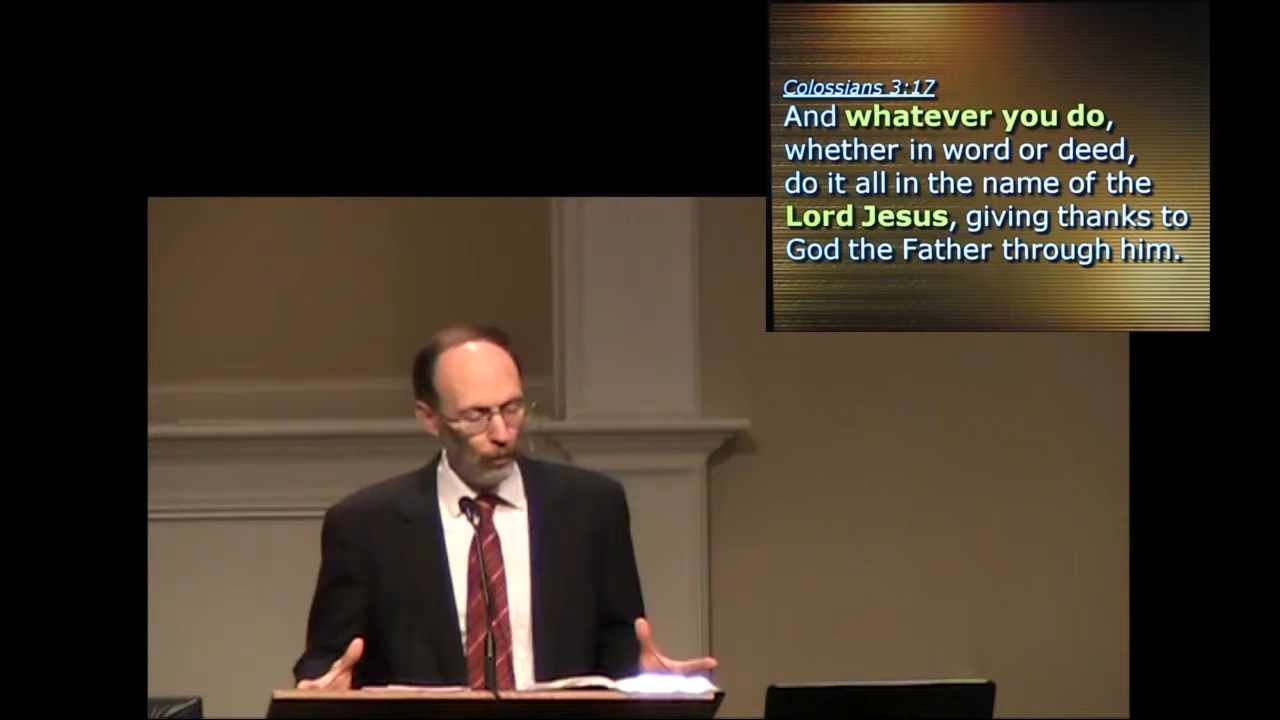 Colossians 3:17
And whatever you do,
whether in word or deed,
do it all in the name of the
Lord Jesus, giving thanks to
God the Father through him.